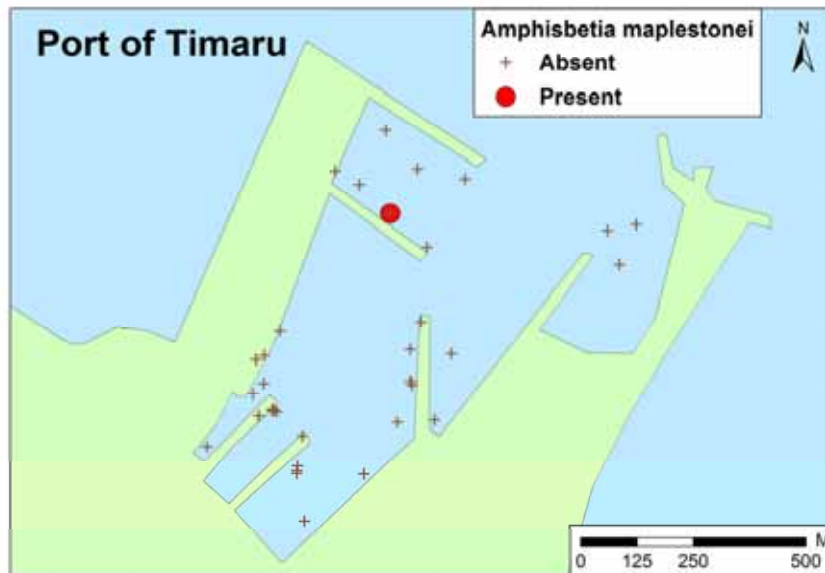 Port of Timaru
Amphisbetia maplestonei
Absent
Present
N
M
0 125 250 500